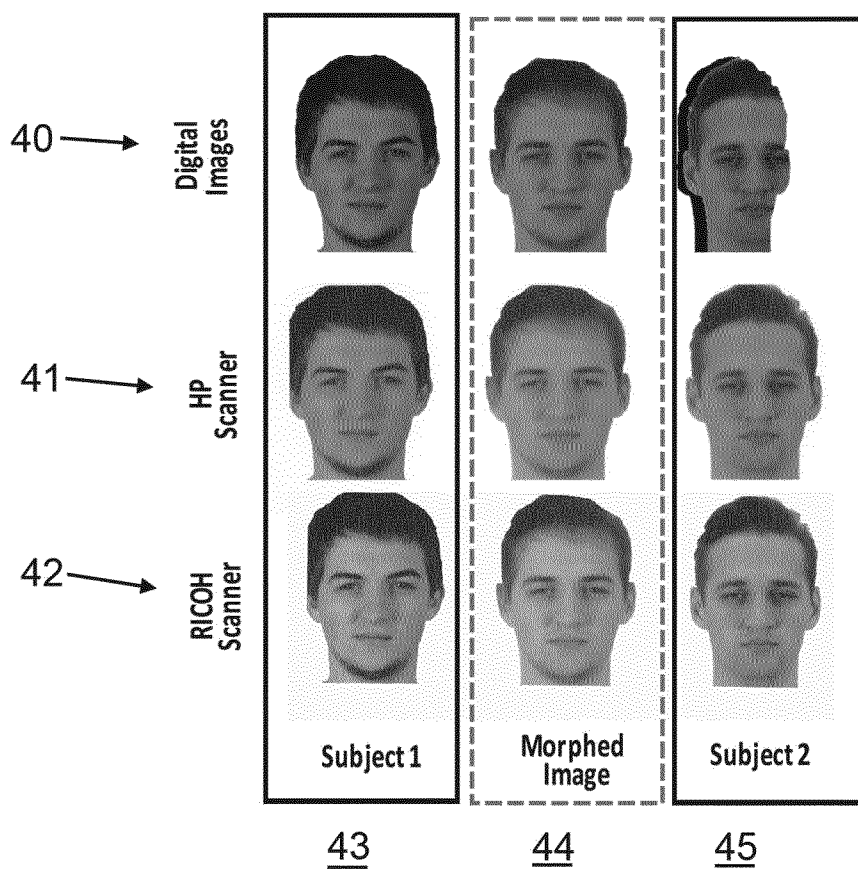 40
Digital
Images
41
HP
Scanner
42
RICOH
Scanner
Subject 1
Morphed
Image
Subject 2
43
44
45